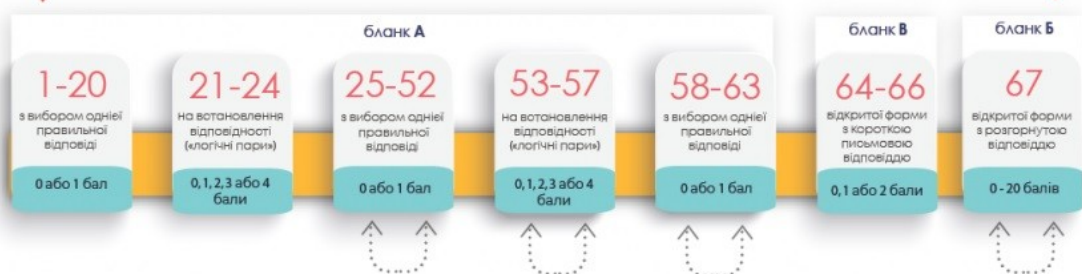 бланк А
бланк В
бланк Б
1-20
з вибором однієї
правильної
відповіді
0 або 1 бал
21-24
на встановлення
відповідності
(«логічні пари»)
0, 1, 2, 3 або 4
бали
25-52
з вибором однієї
правильної
відповіді
0 або 1 бал
53-57
на встановлення
відповідності
(«логічні пари»)
0, 1, 2, 3 або 4
бали
58-63
з вибором однієї
правильної
відповіді
0 або 1 бал
64-66
відкритої форми
з короткою
письмовою
відповіддю
0, 1 або 2 бали
67
відкритої форми
з розгорнутою
відповіддю
0 - 20 балів